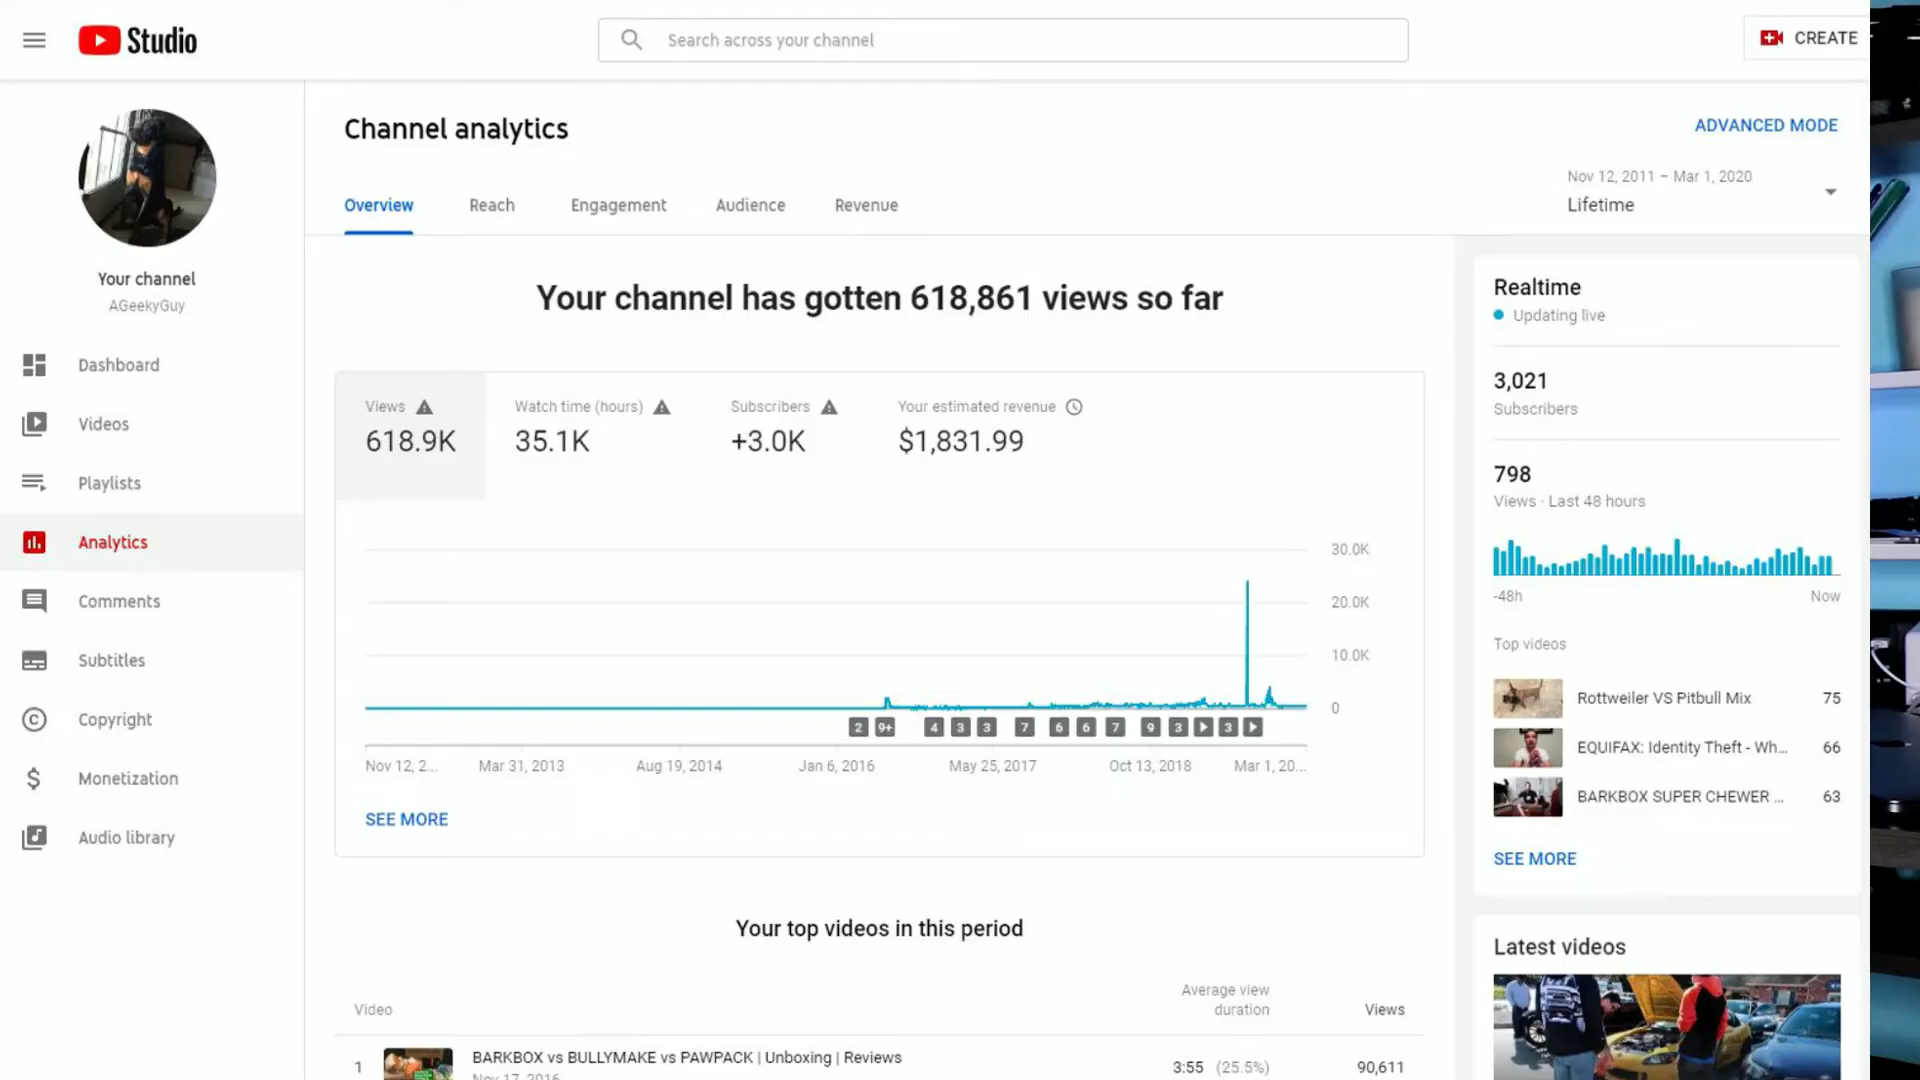 Studio
Search across your channel
CREATE
Your channel
AGeekyGuy
Dashboard
Videos
Playlists
Analytics
Comments
Subtitles
Copyright
Monetization
Audio library
Channel analytics
ADVANCED MODE
Nov 12, 2011 – Mar 1, 2020
Lifetime
Overview Reach Engagement Audience Revenue
Your channel has gotten 618,861 views so far
Views Watch time (hours) Subscribers Your estimated revenue
618.9K 35.1K +3.0K $1,831.99
30.0K
20.0K
10.0K
0
2 9+ 4 3 3 7 6 6 7 9 3 3
Nov 12, 2... Mar 31, 2013 Aug 19, 2014 Jan 6, 2016 May 25, 2017 Oct 13, 2018 Mar 1, 20...
SEE MORE
Your top videos in this period
Video Average view duration Views
1 BARKBOX vs BULLYMAKE vs PAWPACK | Unboxing | Reviews 3:55 (25.5%) 90,611
Nov 17, 2016
Realtime
Updating live
3,021
Subscribers
798
Views · Last 48 hours
-48h Now
Top videos
Rottweiler VS Pitbull Mix 75
EQUIFAX: Identity Theft - Wh... 66
BARKBOX SUPER CHEWER ... 63
SEE MORE
Latest videos